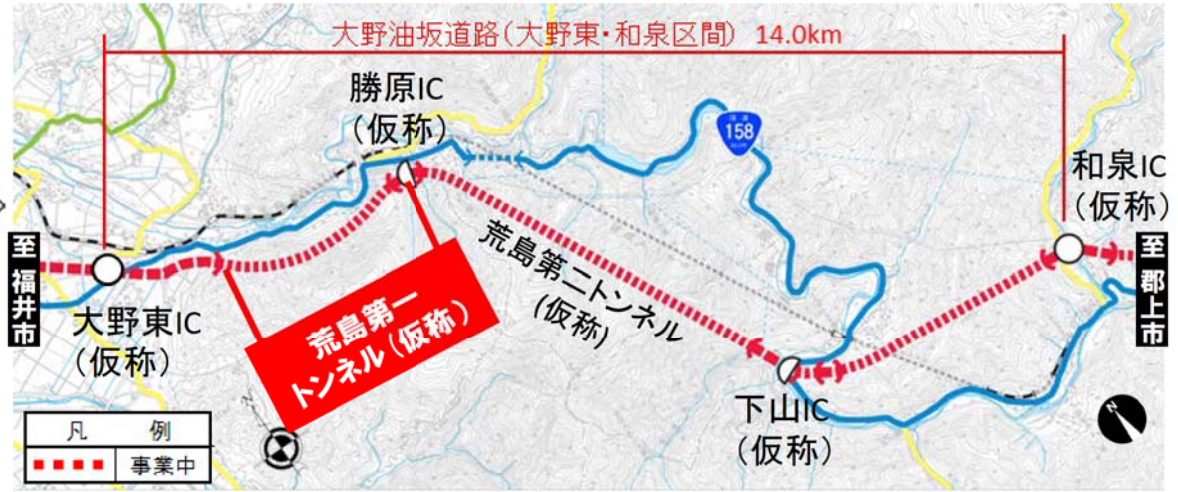 大野油坂道路(大野東・和泉区間) 14.0km
勝原IC
(仮称)
158
和泉IC
(仮称)
至 福井市
大野東IC
(仮称)
荒島第一
トンネル(仮称)
荒島第二トンネル
(仮称)
至 郡上市
下山IC
(仮称)
凡 例
事業中
N